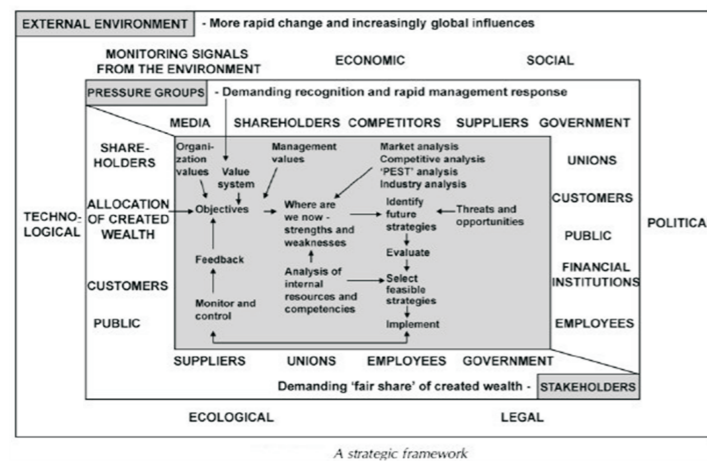 EXTERNAL ENVIRONMENT - More rapid change and increasingly global influences
MONITORING SIGNALS
FROM THE ENVIRONMENT
ECONOMIC
SOCIAL
PRESSURE GROUPS - Demanding recognition and rapid management response
MEDIA SHAREHOLDERS COMPETITORS SUPPLIERS GOVERNMENT
SHARE-
HOLDERS
ALLOCATION
OF CREATED
WEALTH
CUSTOMERS
PUBLIC
TECHNO-
LOGICAL
Organi-
zation
values
Value
system
Management
values
Market analysis
Competitive analysis
'PEST' analysis
Industry analysis
Objectives
Where are
we now -
strengths and
weaknesses
Identify
future
strategies
Threats and
opportunities
Evaluate
Feedback
Analysis of
internal
resources and
competencies
Select
feasible
strategies
Monitor and
control
Implement
UNIONS
CUSTOMERS
PUBLIC
FINANCIAL
INSTITUTIONS
EMPLOYEES
POLITICA
SUPPLIERS UNIONS EMPLOYEES GOVERNMENT
Demanding 'fair share' of created wealth - STAKEHOLDERS
ECOLOGICAL LEGAL
A strategic framework